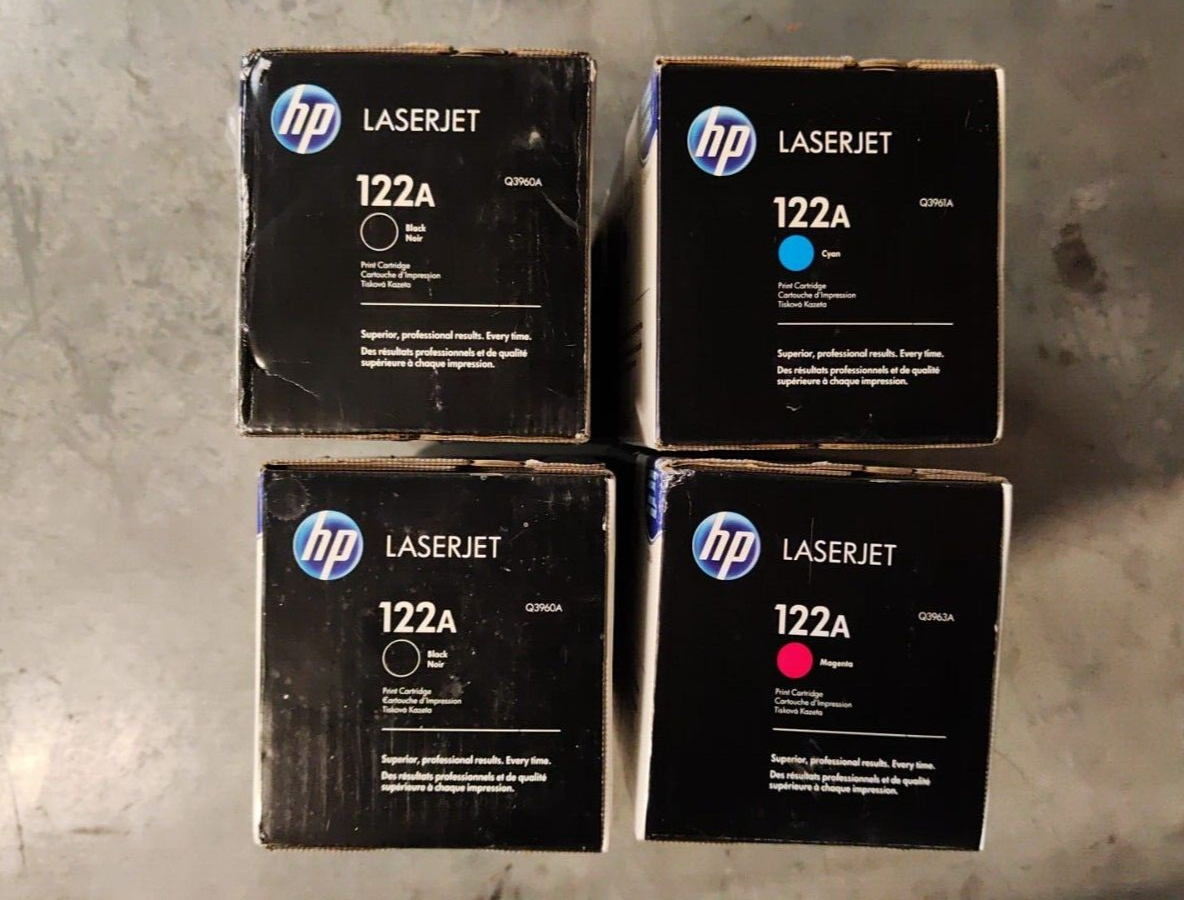 hp LASERJET
122A Q3960A
Black
Noir
Print Cartridge
Cartouche d'Impression
Tisková Kazeta
Superior, professional results. Every time.
Des résultats professionnels et de qualité
supérieure à chaque impression.
hp LASERJET
122A Q3961A
Cyan
Print Cartridge
Cartouche d'Impression
Tisková Kazeta
Superior, professional results. Every time.
Des résultats professionnels et de qualité
supérieure à chaque impression.
hp LASERJET
122A Q3960A
Black
Noir
Print Cartridge
Cartouche d'Impression
Tisková Kazeta
Superior, professional results. Every time.
Des résultats professionnels et de qualité
supérieure à chaque impression.
hp LASERJET
122A Q3963A
Magenta
Print Cartridge
Cartouche d'Impression
Tisková Kazeta
Superior, professional results. Every time.
Des résultats professionnels et de qualité
supérieure à chaque impression.